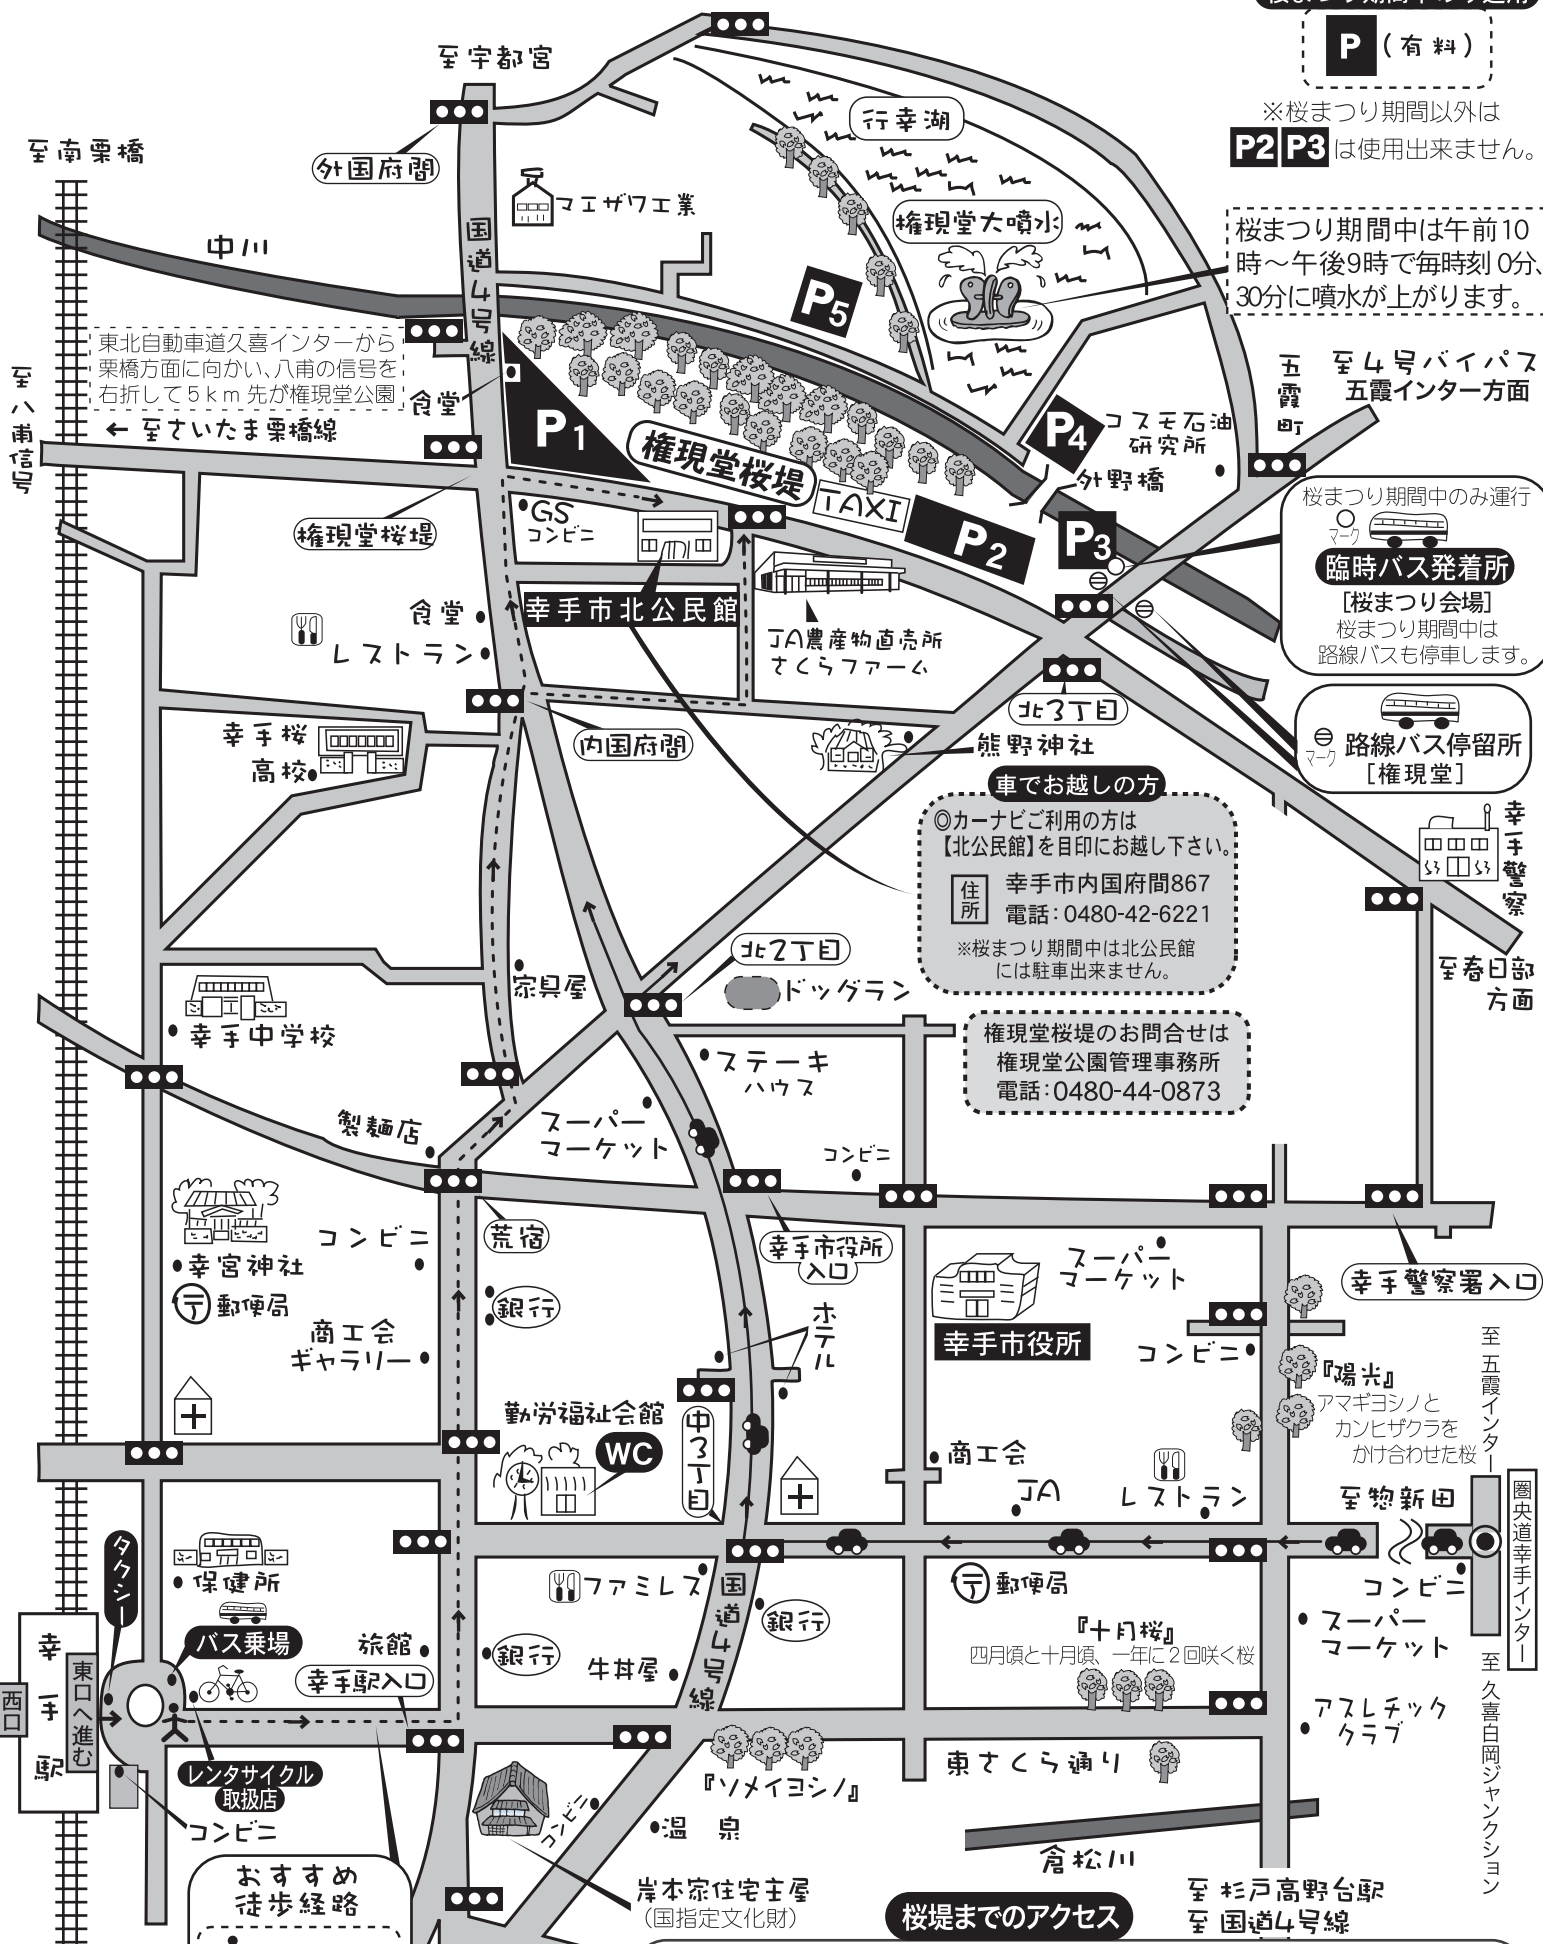 P
(有料)
※桜まつり期間以外は
P2 P3 は使用出来ません。
至宇都宮
至南栗橋
外国府間
マエザワ工業
行幸湖
権現堂大噴水
桜まつり期間中は午前10
時〜午後9時で毎時刻 0分、
30分に噴水が上がります。
中川
国道4号線
P5
東北自動車道久喜インターから
栗橋方面に向かい、八甫の信号を
右折して5km 先が権現堂公園
食堂
← 至さいたま栗橋線
至八甫信号
P1
権現堂桜堤
TAXI
P2
P4
コスモ石油
研究所
外野橋
P3
五霞町
至4号バイパス
五霞インター方面
権現堂桜堤
GS
コンビニ
幸手市北公民館
JA農産物直売所
さくらファーム
食堂
レストラン
桜まつり期間中のみ運行
マーク
臨時バス発着所
[桜まつり会場]
桜まつり期間中は
路線バスも停車します。
マーク
路線バス停留所
[権現堂]
北3丁目
熊野神社
内国府間
幸手桜
高校
車でお越しの方
◎カーナビご利用の方は
【北公民館】を目印にお越し下さい。
住所
幸手市内国府間867
電話：0480-42-6221
※桜まつり期間中は北公民館
には駐車出来ません。
幸手警察
至春日部
方面
北2丁目
ドッグラン
家具屋
幸手中学校
権現堂桜堤のお問合せは
権現堂公園管理事務所
電話：0480-44-0873
ステーキ
ハウス
スーパー
マーケット
製麺店
コンビニ
荒宿
幸手市役所
入口
コンビニ
幸宮神社
郵便局
銀行
商工会
ギャラリー
ホテル
幸手市役所
スーパー
マーケット
コンビニ
幸手警察署入口
『陽光』
アマギヨシノと
カンヒザクラを
かけ合わせた桜
至 五霞インター
勤労福祉会館
WC
中3丁目
商工会
JA
レストラン
至惣新田
圏央道幸手インター
コンビニ
タクシー
保健所
バス乗場
旅館
幸手駅入口
ファミレス
国道4号線
銀行
銀行
牛丼屋
郵便局
『十月桜』
四月頃と十月頃、一年に2回咲く桜
スーパー
マーケット
至 久喜白岡ジャンクション
アスレチック
クラブ
幸手駅
西口
東口へ進む
レンタサイクル
取扱店
コンビニ
『ソメイヨシノ』
東さくら通り
コンビニ
温泉
倉松川
おすすめ
徒歩経路
岸本家住宅主屋
(国指定文化財)
桜堤までのアクセス
至 杉戸高野台駅
至 国道4号線